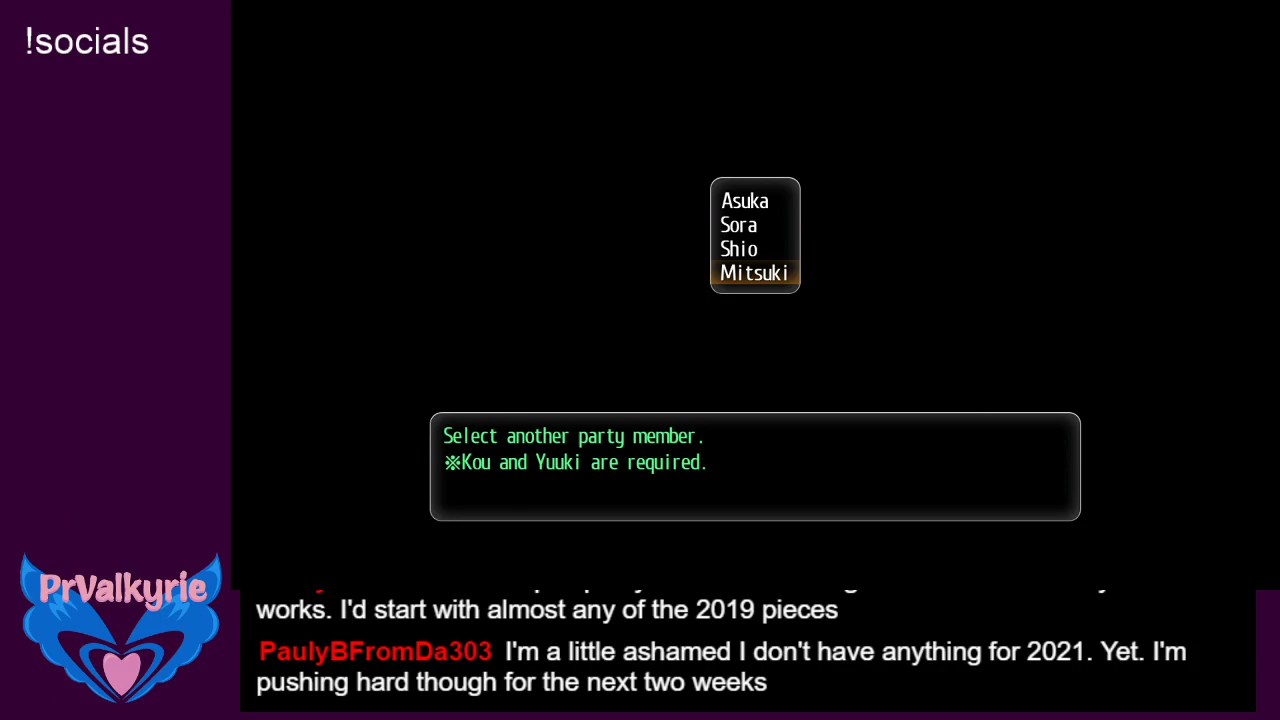 !socials
Asuka
Sora
Shio
Mitsuki
Select another party member.
※Kou and Yuuki are required.
PrValkyrie
works. I'd start with almost any of the 2019 pieces
PaulyBFromDa303 I'm a little ashamed I don't have anything for 2021. Yet. I'm
pushing hard though for the next two weeks